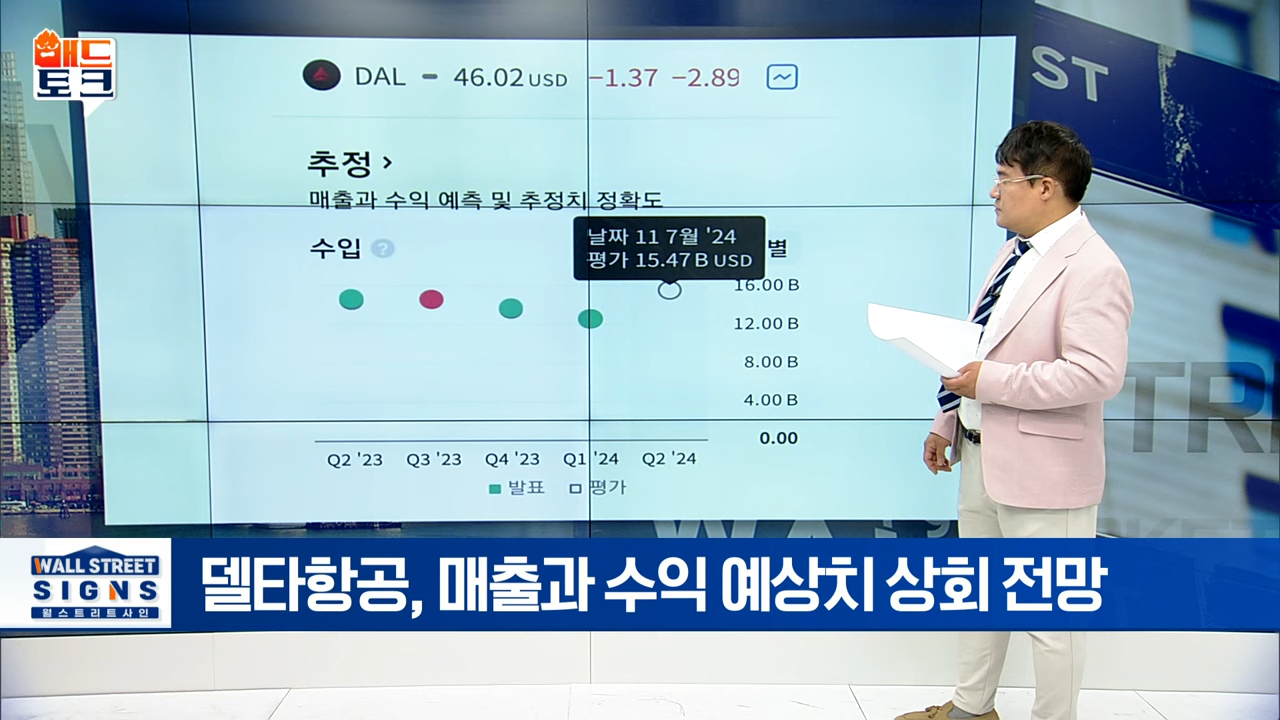 매드
토크
DAL
46.02 USD
−1.37 −2.89
ST
추정 ›
매출과 수익 예측 및 추정치 정확도
수입 ?
날짜 11 7월 '24
평가 15.47 B USD
별
16.00 B
12.00 B
8.00 B
4.00 B
0.00
Q2 '23 Q3 '23 Q4 '23 Q1 '24 Q2 '24
발표 평가
TR
WALL STREET
SIGNS
월스트리트사인
델타항공, 매출과 수익 예상치 상회 전망